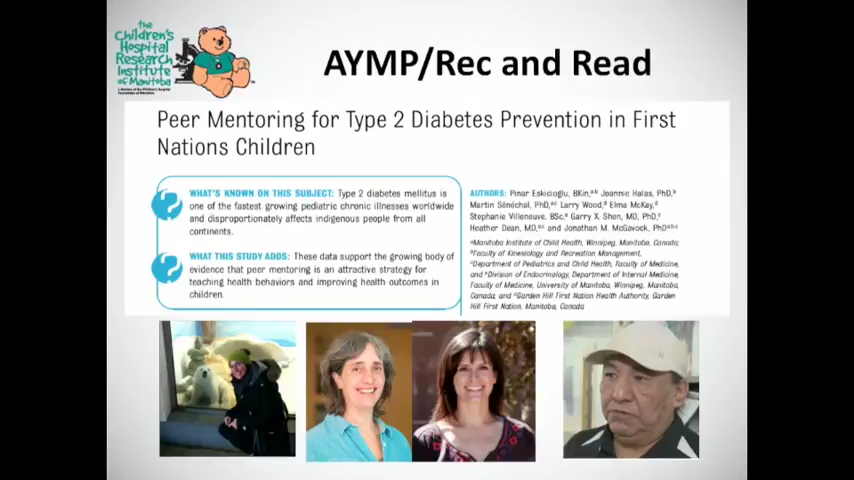 the
Children's
Hospital
Research
Institute
of Manitoba
AYMP/Rec and Read
Peer Mentoring for Type 2 Diabetes Prevention in First
Nations Children
WHAT'S KNOWN ON THIS SUBJECT: Type 2 diabetes mellitus is
one of the fastest growing pediatric chronic illnesses worldwide
and disproportionately affects indigenous people from all
continents.
WHAT THIS STUDY ADDS: These data support the growing body of
evidence that peer mentoring is an attractive strategy for
teaching health behaviors and improving health outcomes in
children.
AUTHORS: Pinar Eskicioglu, BKin,a,b Joannie Halas, PhD,b
Martin Sénéchal, PhD,a,c Larry Wood,d Elma McKay,d
Stephanie Villeneuve, BSc,a Garry X. Shen, MD, PhD,e
Heather Dean, MD,a,c and Jonathan M. McGavock, PhDa,b,c
aManitoba Institute of Child Health, Winnipeg, Manitoba, Canada;
bFaculty of Kinesiology and Recreation Management,
cDepartment of Pediatrics and Child Health, Faculty of Medicine,
and eDivision of Endocrinology, Department of Internal Medicine,
Faculty of Medicine, University of Manitoba, Winnipeg, Manitoba,
Canada; and dGarden Hill First Nation Health Authority, Garden
Hill First Nation, Manitoba, Canada